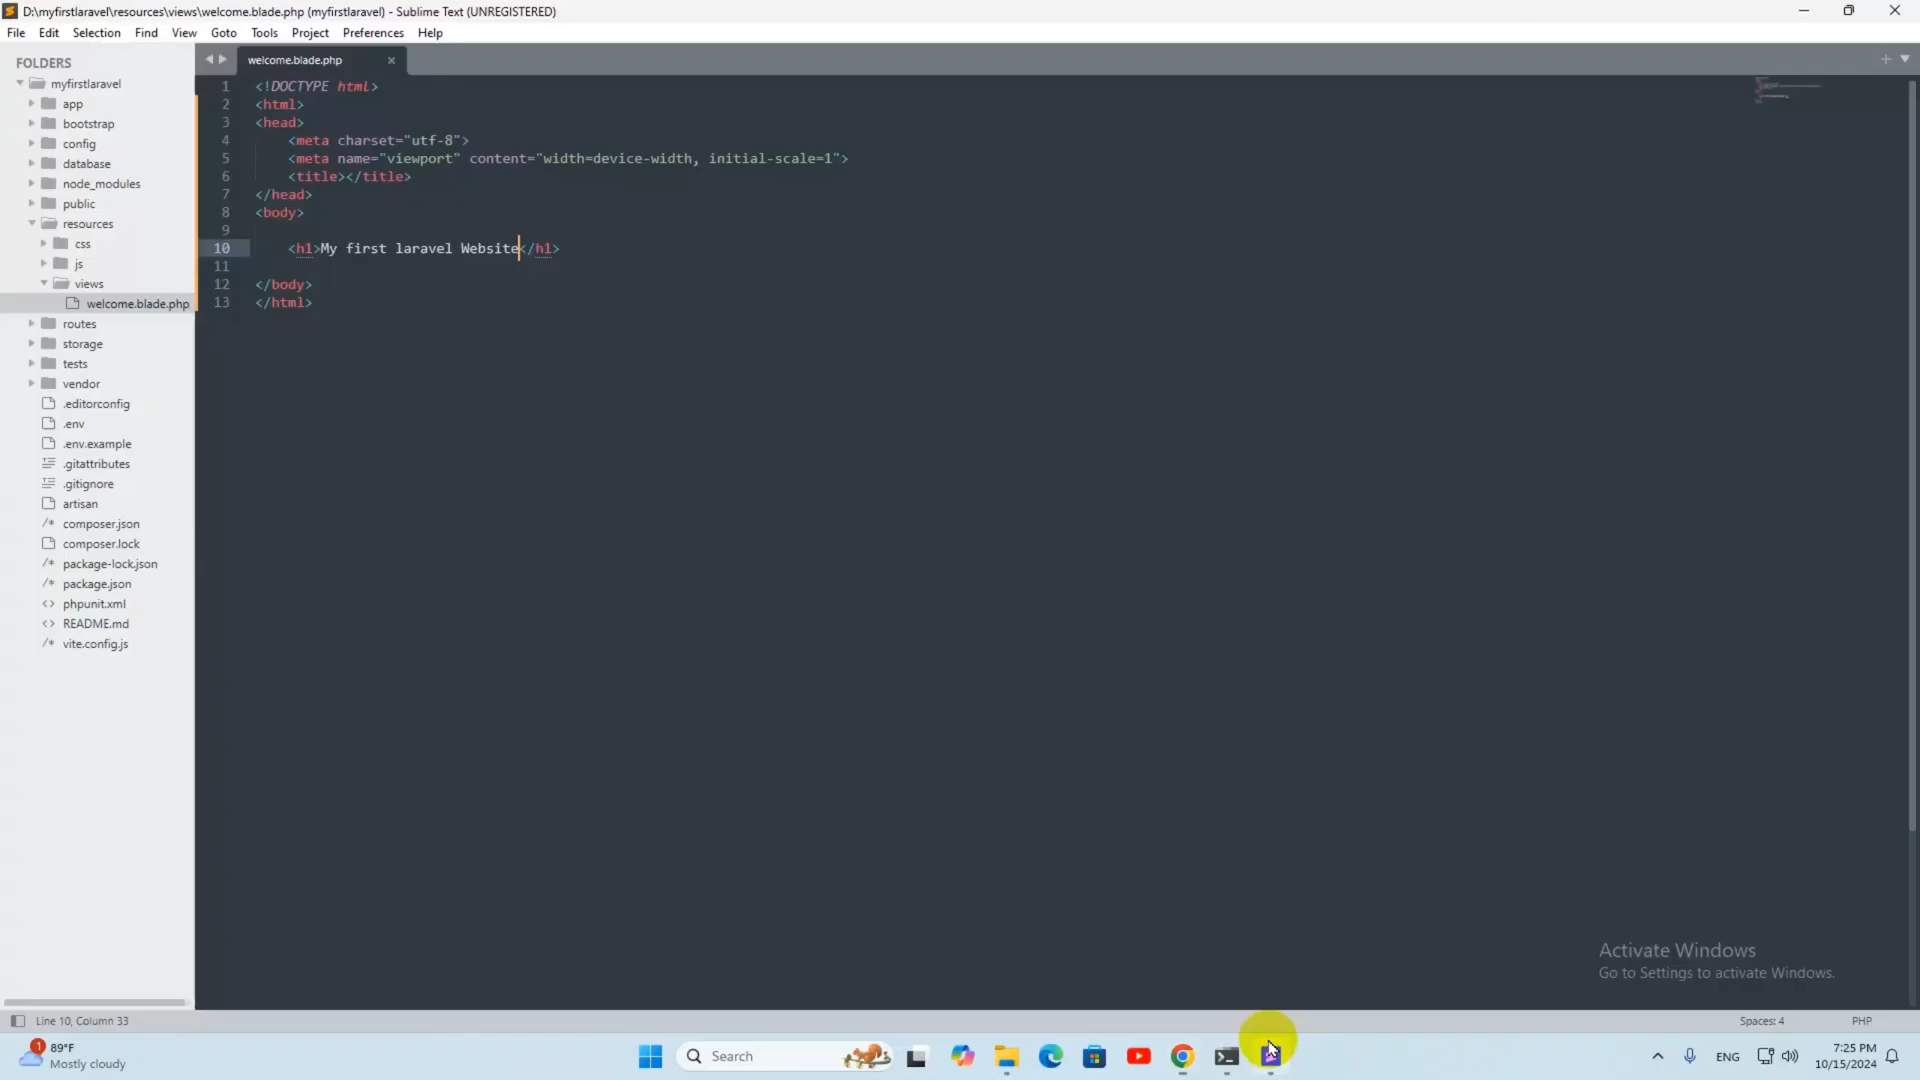 D:\myfirstlaravel\resources\views\welcome.blade.php (myfirstlaravel) - Sublime Text (UNREGISTERED)
File Edit Selection Find View Goto Tools Project Preferences Help
FOLDERS
myfirstlaravel
app
bootstrap
config
database
node_modules
public
resources
css
js
views
welcome.blade.php
routes
storage
tests
vendor
.editorconfig
.env
.env.example
.gitattributes
.gitignore
artisan
/* composer.json
composer.lock
/* package-lock.json
/* package.json
<> phpunit.xml
<> README.md
/* vite.config.js
welcome.blade.php
1 <!DOCTYPE html>
2 <html>
3 <head>
4     <meta charset="utf-8">
5     <meta name="viewport" content="width=device-width, initial-scale=1">
6     <title></title>
7 </head>
8 <body>
9
10     <h1>My first laravel Website</h1>
11
12 </body>
13 </html>
Activate Windows
Go to Settings to activate Windows.
Line 10, Column 33
Spaces: 4
PHP
1
89°F
Mostly cloudy
Search
ENG
7:25 PM
10/15/2024